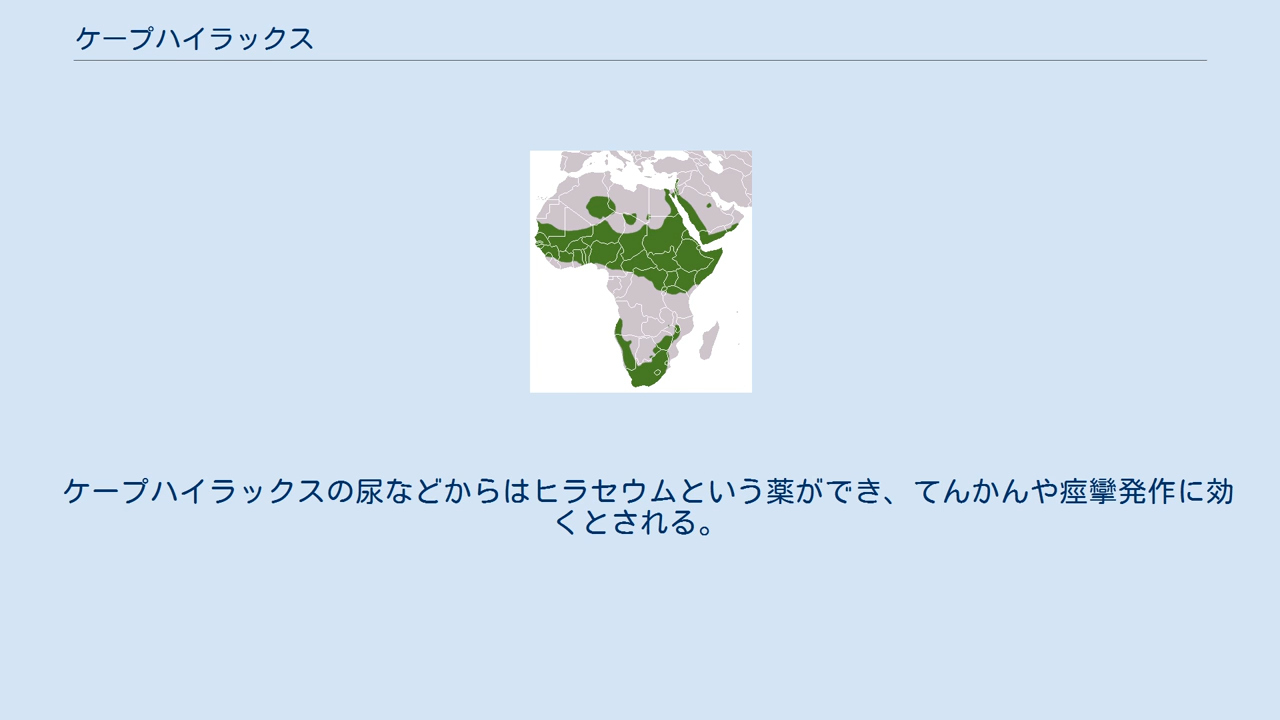 ケープハイラックス
ケープハイラックスの尿などからはヒラセウムという薬ができ、てんかんや痙攣発作に効
くとされる。